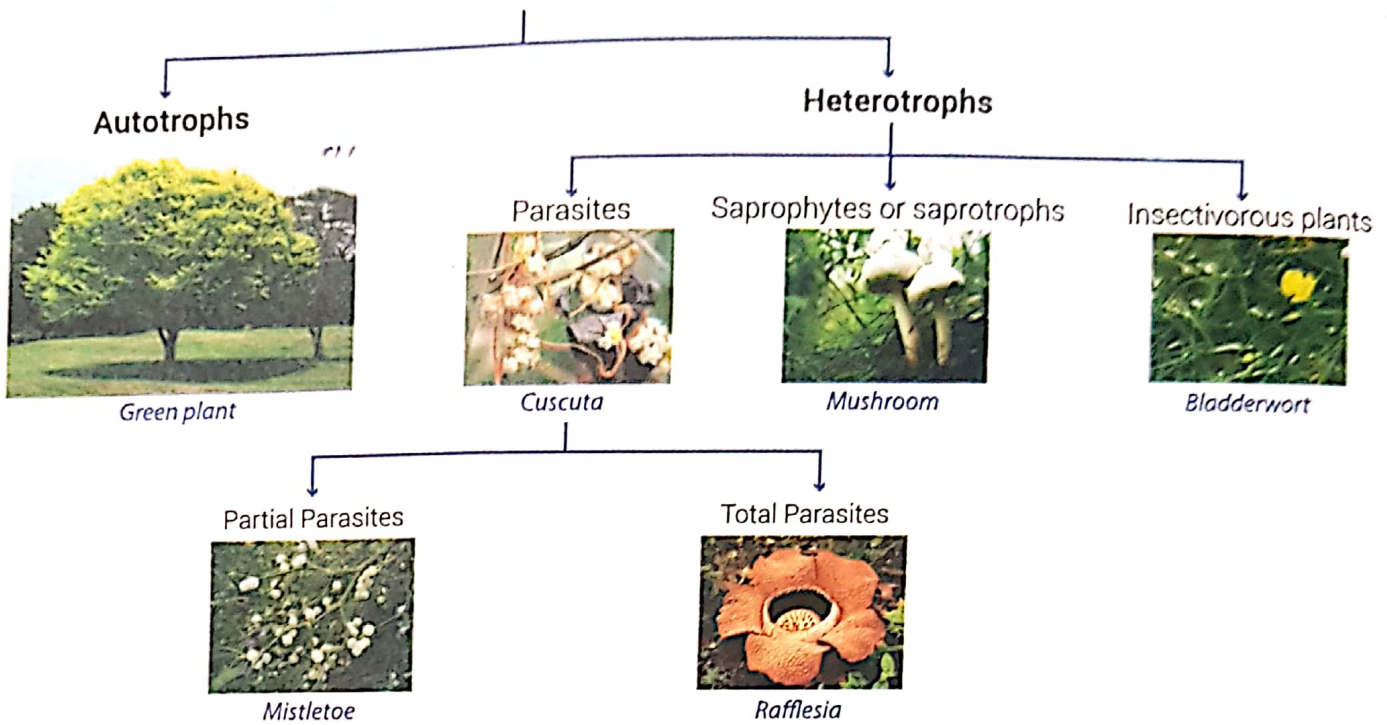 Autotrophs
Heterotrophs
Parasites
Saprophytes or saprotrophs
Insectivorous plants
Green plant
Cuscuta
Mushroom
Bladderwort
Partial Parasites
Total Parasites
Mistletoe
Rafflesia